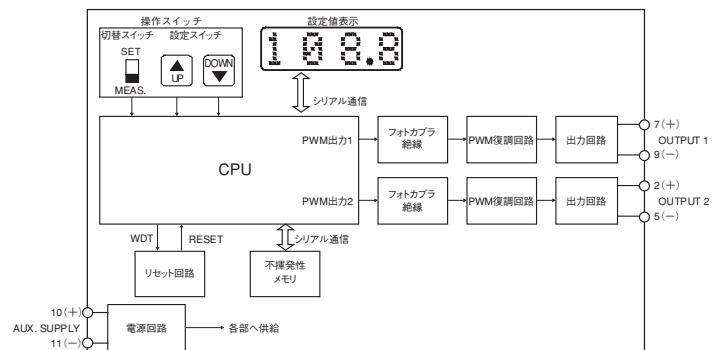 操作スイッチ
切替スイッチ 設定スイッチ
SET
MEAS.
UP
DOWN
設定値表示
108.8
シリアル通信
CPU
PWM出力1
フォトカプラ
絶縁
PWM復調回路
出力回路
7(+)
OUTPUT 1
9(−)
PWM出力2
フォトカプラ
絶縁
PWM復調回路
出力回路
2(+)
OUTPUT 2
5(−)
WDT
RESET
シリアル通信
リセット回路
不揮発性
メモリ
10(+)
AUX. SUPPLY
11(−)
電源回路
各部へ供給